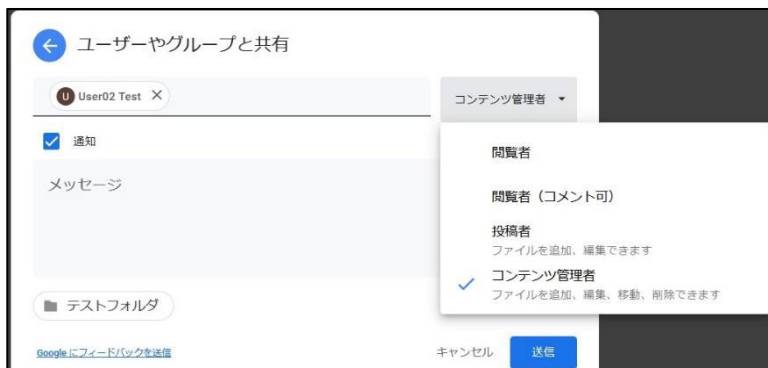 ユーザーやグループと共有
U User02 Test ×
コンテンツ管理者
通知
メッセージ
閲覧者
閲覧者（コメント可）
投稿者
ファイルを追加、編集できます
コンテンツ管理者
ファイルを追加、編集、移動、削除できます
テストフォルダ
Google にフィードバックを送信
キャンセル
送信